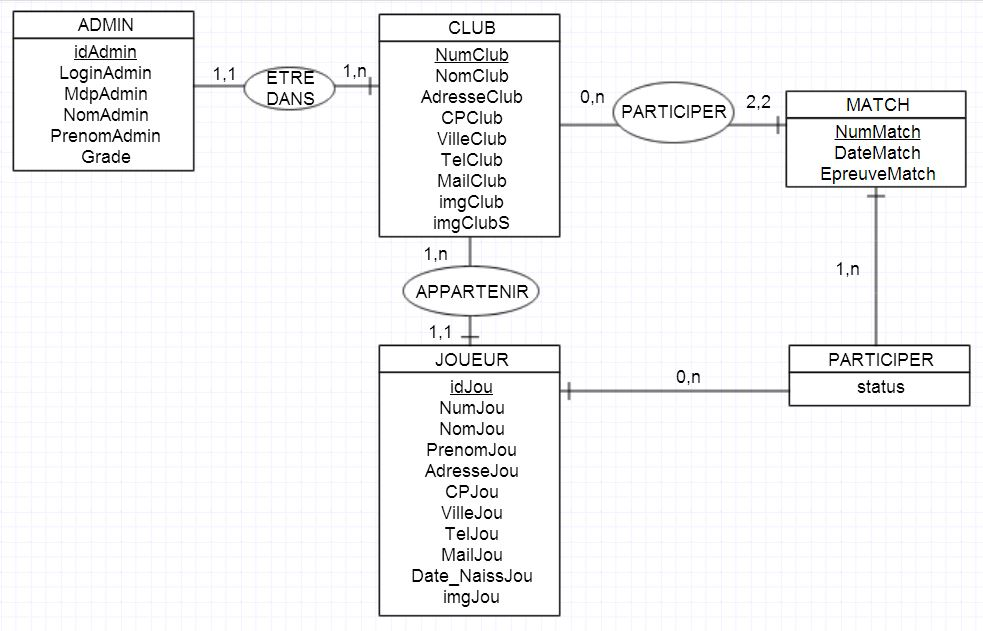 ADMIN
idAdmin
LoginAdmin
MdpAdmin
NomAdmin
PrenomAdmin
Grade
1,1
ETRE
DANS
1,n
CLUB
NumClub
NomClub
AdresseClub
CPClub
VilleClub
TelClub
MailClub
imgClub
imgClubS
0,n
PARTICIPER
2,2
MATCH
NumMatch
DateMatch
EpreuveMatch
1,n
APPARTENIR
1,1
1,n
JOUEUR
idJou
NumJou
NomJou
PrenomJou
AdresseJou
CPJou
VilleJou
TelJou
MailJou
Date_NaissJou
imgJou
0,n
PARTICIPER
status